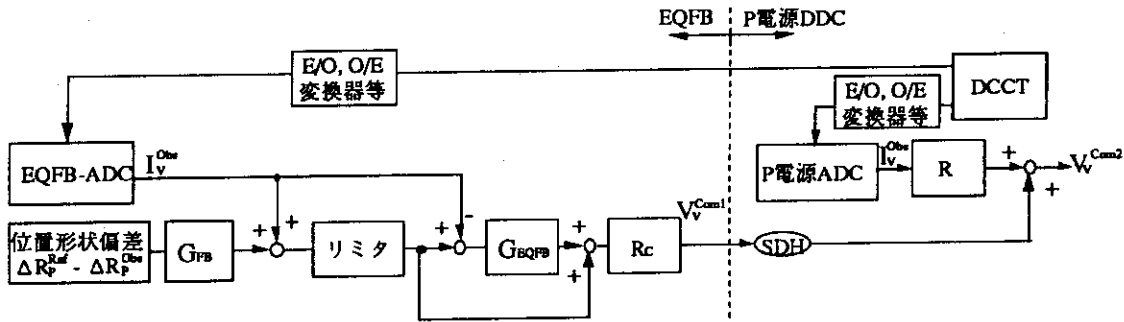 EQFB P電源DDC
E/O, O/E
変換器等
DCCT
E/O, O/E
変換器等
EQFB-ADC
I_V^Obs
P電源ADC
I_V^Obs
R
+
+
V_V^Com2
位置形状偏差
ΔR_P^Ref - ΔR_P^Obs
G_FB
+
+
リミタ
+
-
G_EQFB
+
+
Rc
V_V^Com1
SDH